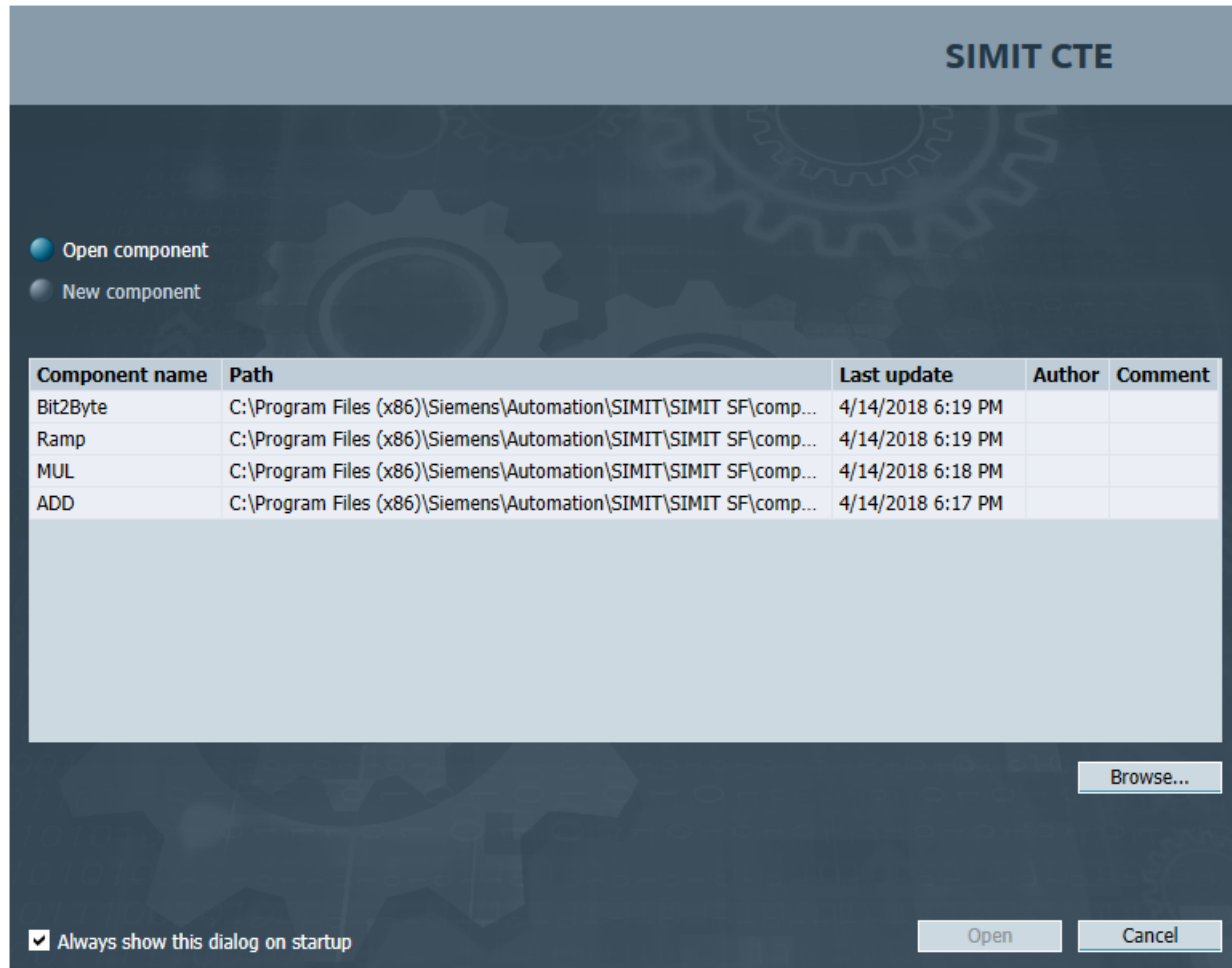 SIMIT CTE
Open component
New component
Component name Path Last update Author Comment
Bit2Byte C:\Program Files (x86)\Siemens\Automation\SIMIT\SIMIT SF\comp... 4/14/2018 6:19 PM
Ramp C:\Program Files (x86)\Siemens\Automation\SIMIT\SIMIT SF\comp... 4/14/2018 6:19 PM
MUL C:\Program Files (x86)\Siemens\Automation\SIMIT\SIMIT SF\comp... 4/14/2018 6:18 PM
ADD C:\Program Files (x86)\Siemens\Automation\SIMIT\SIMIT SF\comp... 4/14/2018 6:17 PM
Browse...
Always show this dialog on startup Open Cancel